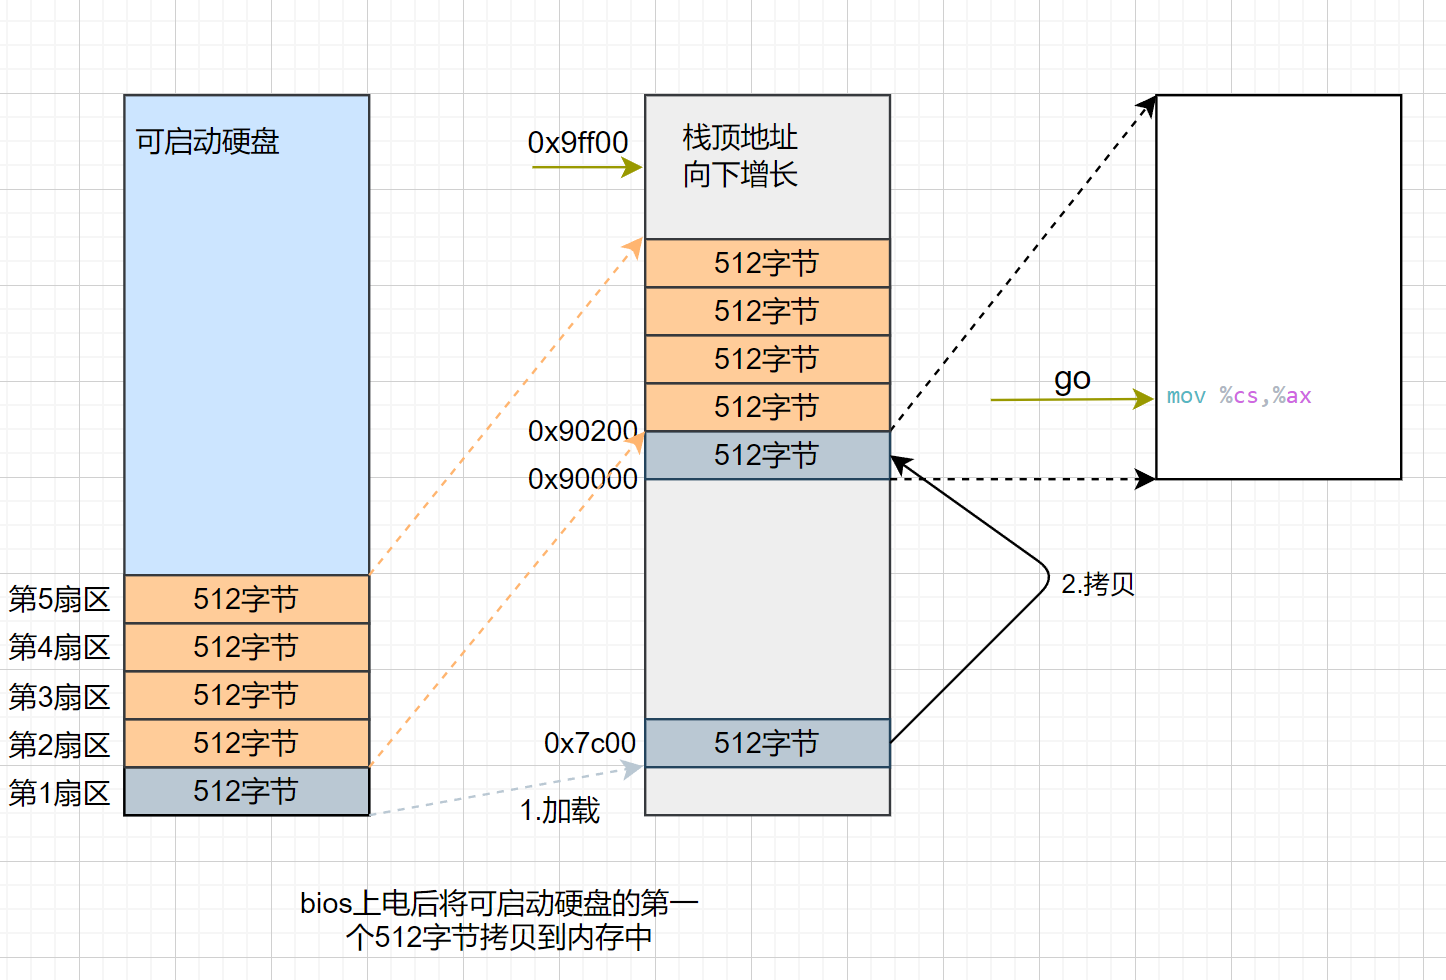 可启动硬盘
第5扇区
512字节
第4扇区
512字节
第3扇区
512字节
第2扇区
512字节
第1扇区
512字节
1.加载
0x9ff00
栈顶地址
向下增长
512字节
512字节
512字节
512字节
0x90200
512字节
0x90000
0x7c00
512字节
2.拷贝
go
mov %cs,%ax
bios上电后将可启动硬盘的第一
个512字节拷贝到内存中